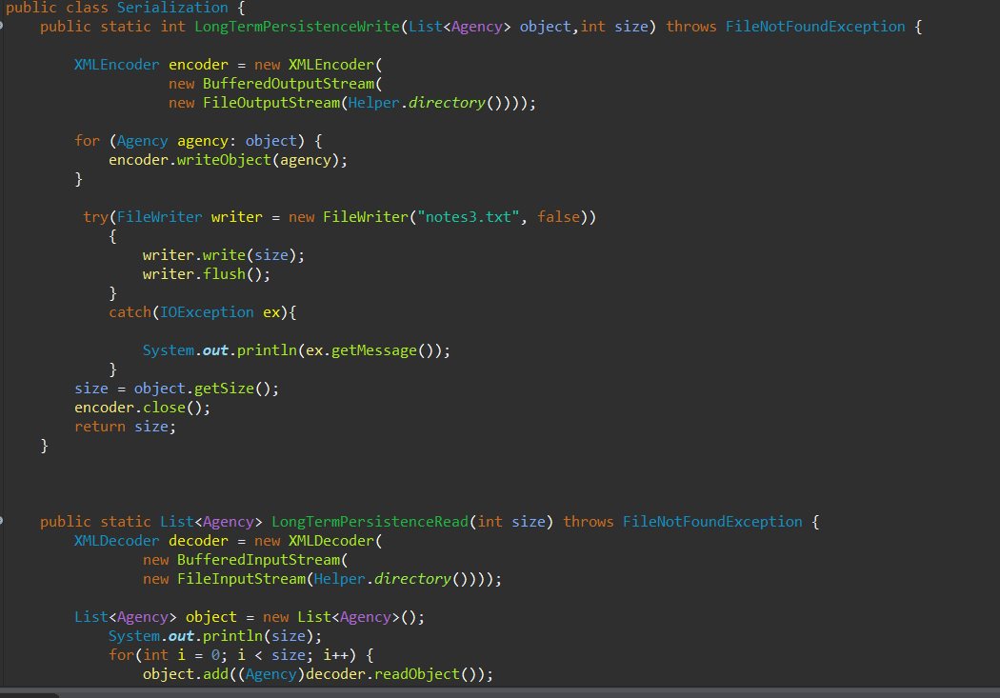 public class Serialization {
public static int LongTermPersistenceWrite(List<Agency> object,int size) throws FileNotFoundException {
XMLEncoder encoder = new XMLEncoder(
new BufferedOutputStream(
new FileOutputStream(Helper.directory())));
for (Agency agency: object) {
encoder.writeObject(agency);
}
try(FileWriter writer = new FileWriter("notes3.txt", false))
{
writer.write(size);
writer.flush();
}
catch(IOException ex){
System.out.println(ex.getMessage());
}
size = object.getSize();
encoder.close();
return size;
}
public static List<Agency> LongTermPersistenceRead(int size) throws FileNotFoundException {
XMLDecoder decoder = new XMLDecoder(
new BufferedInputStream(
new FileInputStream(Helper.directory())));
List<Agency> object = new List<Agency>();
System.out.println(size);
for(int i = 0; i < size; i++) {
object.add((Agency)decoder.readObject());